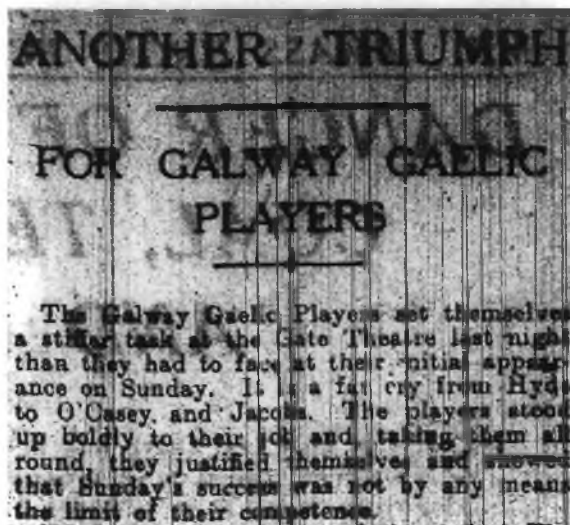 ANOTHER TRIUMPH
FOR GALWAY GAELIC
PLAYERS
The Galway Gaelic Players set themselves
a stiffer task at the Gate Theatre last night
than they had to face at their initial appear-
ance on Sunday. It is a far cry from Hyde
to O'Casey and Jacobs. The players stood
up boldly to their job and, taking them all
round, they justified themselves and showed
that Sunday's success was not by any means
the limit of their competence.